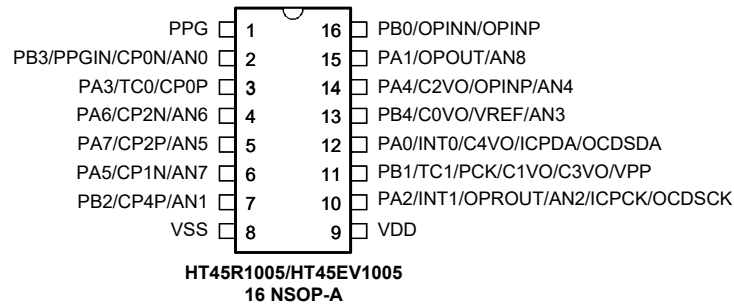 PPG 1 16 PB0/OPINN/OPINP
PB3/PPGIN/CP0N/AN0 2 15 PA1/OPOUT/AN8
PA3/TC0/CP0P 3 14 PA4/C2VO/OPINP/AN4
PA6/CP2N/AN6 4 13 PB4/C0VO/VREF/AN3
PA7/CP2P/AN5 5 12 PA0/INT0/C4VO/ICPDA/OCDSDA
PA5/CP1N/AN7 6 11 PB1/TC1/PCK/C1VO/C3VO/VPP
PB2/CP4P/AN1 7 10 PA2/INT1/OPROUT/AN2/ICPCK/OCDSCK
VSS 8 9 VDD
HT45R1005/HT45EV1005
16 NSOP-A